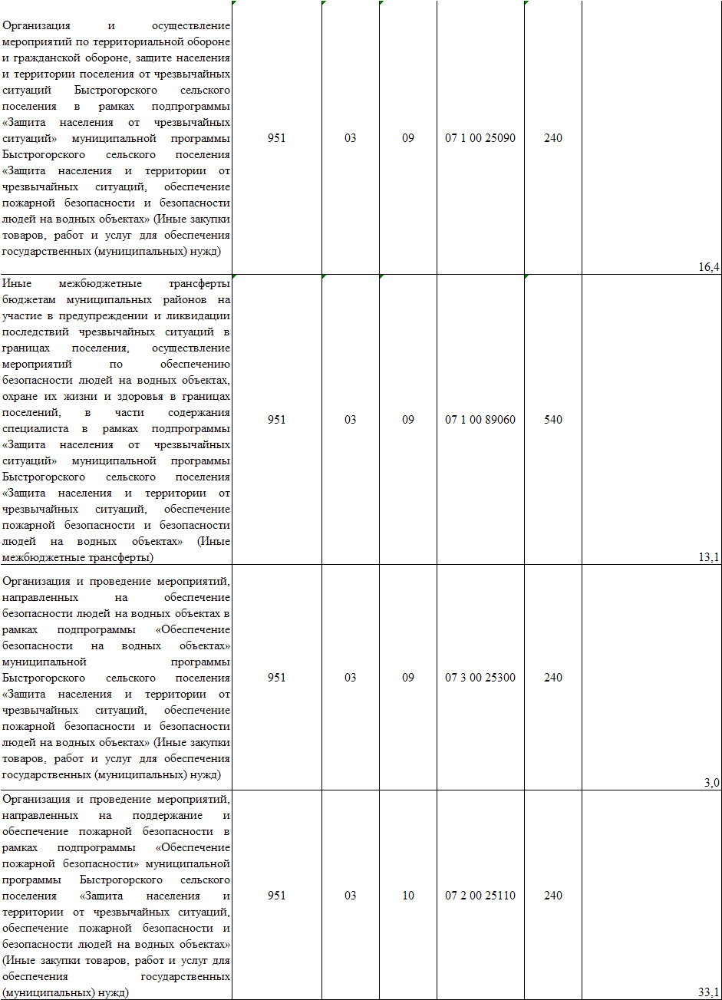 Организация и осуществление
мероприятий по территориальной обороне
и гражданской обороне, защите населения
и территории поселения от чрезвычайных
ситуаций Быстрогорского сельского
поселения в рамках подпрограммы
«Защита населения от чрезвычайных
ситуаций» муниципальной программы
Быстрогорского сельского поселения
«Защита населения и территории от
чрезвычайных ситуаций, обеспечение
пожарной безопасности и безопасности
людей на водных объектах» (Иные закупки
товаров, работ и услуг для обеспечения
государственных (муниципальных) нужд)
951 03 09 07 1 00 25090 240 16,4
Иные межбюджетные трансферты
бюджетам муниципальных районов на
участие в предупреждении и ликвидации
последствий чрезвычайных ситуаций в
границах поселения, осуществление
мероприятий по обеспечению
безопасности людей на водных объектах,
охране их жизни и здоровья в границах
поселений, в части содержания
специалиста в рамках подпрограммы
«Защита населения от чрезвычайных
ситуаций» муниципальной программы
Быстрогорского сельского поселения
«Защита населения и территории от
чрезвычайных ситуаций, обеспечение
пожарной безопасности и безопасности
людей на водных объектах» (Иные
межбюджетные трансферты)
951 03 09 07 1 00 89060 540 13,1
Организация и проведение мероприятий,
направленных на обеспечение
безопасности людей на водных объектах в
рамках подпрограммы «Обеспечение
безопасности на водных объектах»
муниципальной программы
Быстрогорского сельского поселения
«Защита населения и территории от
чрезвычайных ситуаций, обеспечение
пожарной безопасности и безопасности
людей на водных объектах» (Иные закупки
товаров, работ и услуг для обеспечения
государственных (муниципальных) нужд)
951 03 09 07 3 00 25300 240 3,0
Организация и проведение мероприятий,
направленных на поддержание и
обеспечение пожарной безопасности в
рамках подпрограммы «Обеспечение
пожарной безопасности» муниципальной
программы Быстрогорского сельского
поселения «Защита населения и
территории от чрезвычайных ситуаций,
обеспечение пожарной безопасности и
безопасности людей на водных объектах»
(Иные закупки товаров, работ и услуг для
обеспечения государственных
(муниципальных) нужд)
951 03 10 07 2 00 25110 240 33,1